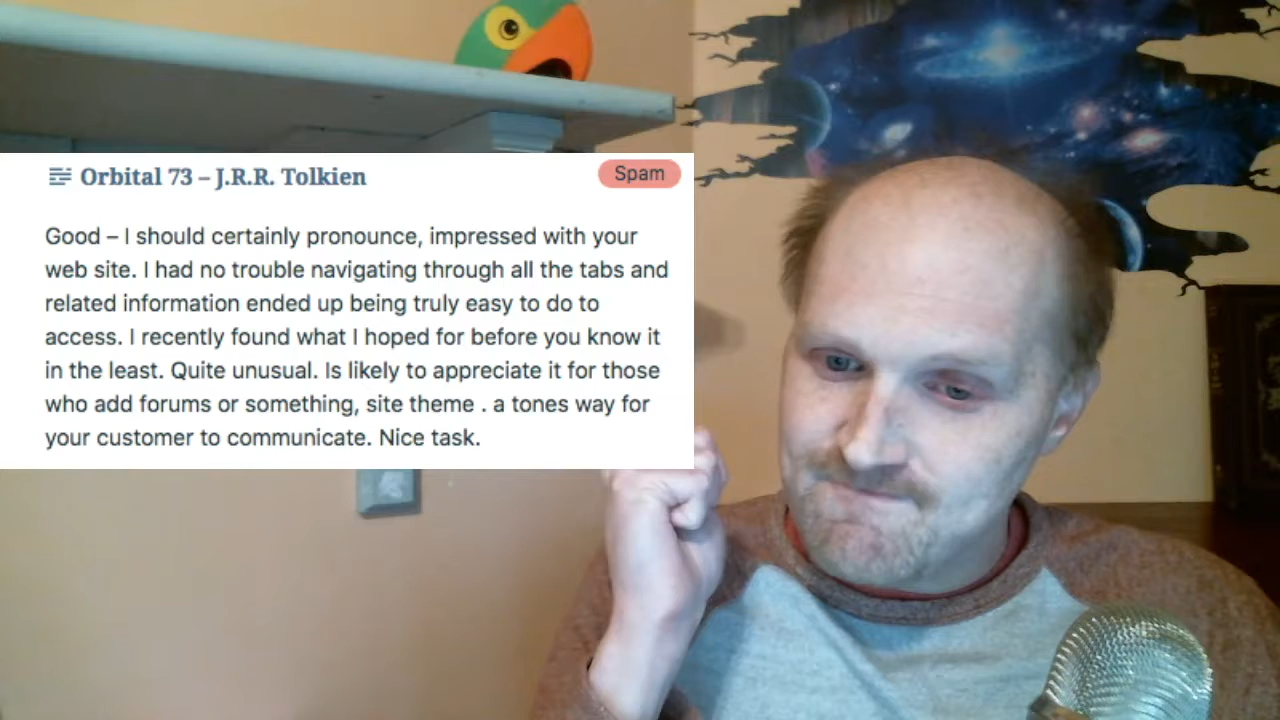 Orbital 73 – J.R.R. Tolkien
Spam
Good – I should certainly pronounce, impressed with your
web site. I had no trouble navigating through all the tabs and
related information ended up being truly easy to do to
access. I recently found what I hoped for before you know it
in the least. Quite unusual. Is likely to appreciate it for those
who add forums or something, site theme . a tones way for
your customer to communicate. Nice task.